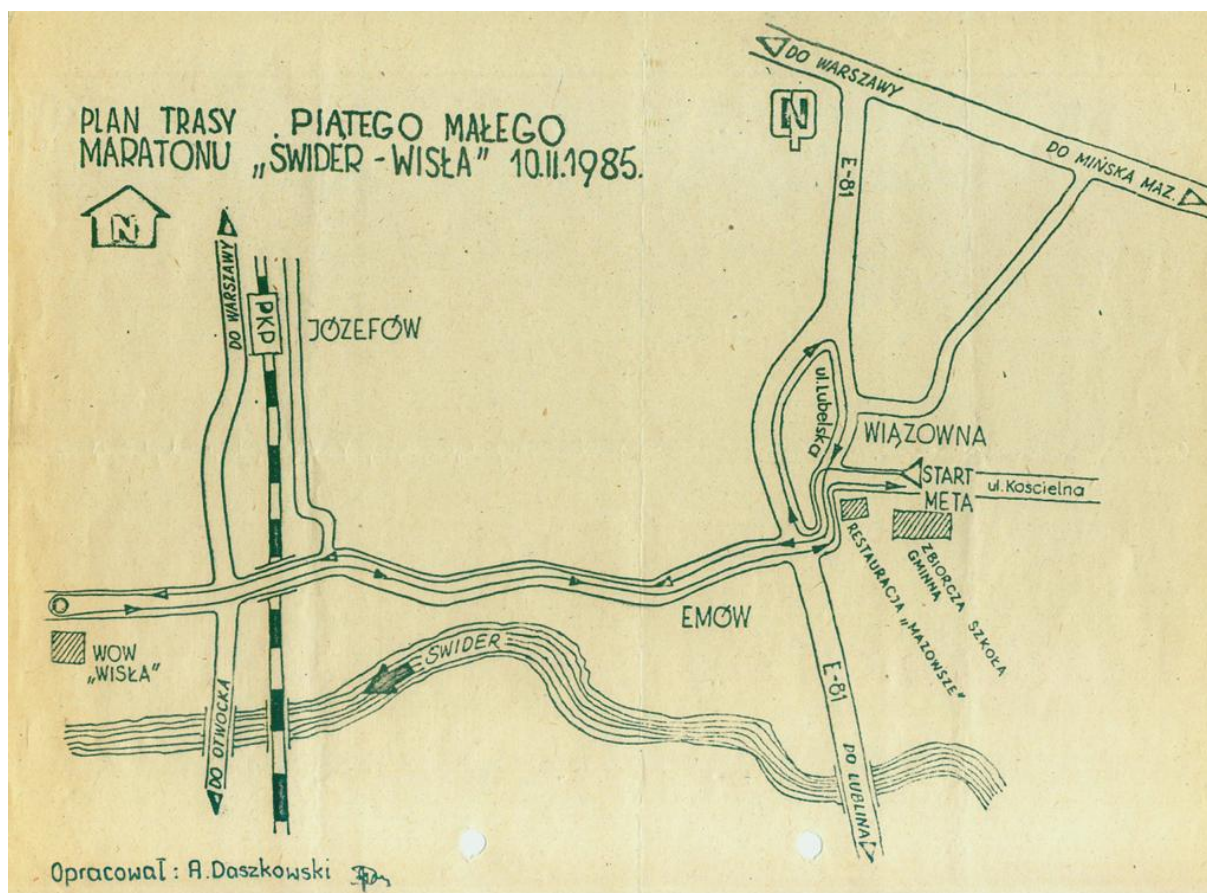 PLAN TRASY PIĄTEGO MAŁEGO
MARATONU „ŚWIDER - WISŁA" 10.II.1985.
N
DO WARSZAWY
PKP
JÓZEFÓW
DO WARSZAWY
N
E-81
DO MIŃSKA MAZ.
ul. Lubelska
WIĄZOWNA
START
META
ul. Kościelna
RESTAURACJA „MAZOWSZE"
ZBIORCZA SZKOŁA
GMINNA
EMÓW
WOW
„WISŁA"
ŚWIDER
DO OTWOCKA
E-81
DO LUBLINA
Opracował: A. Daszkowski